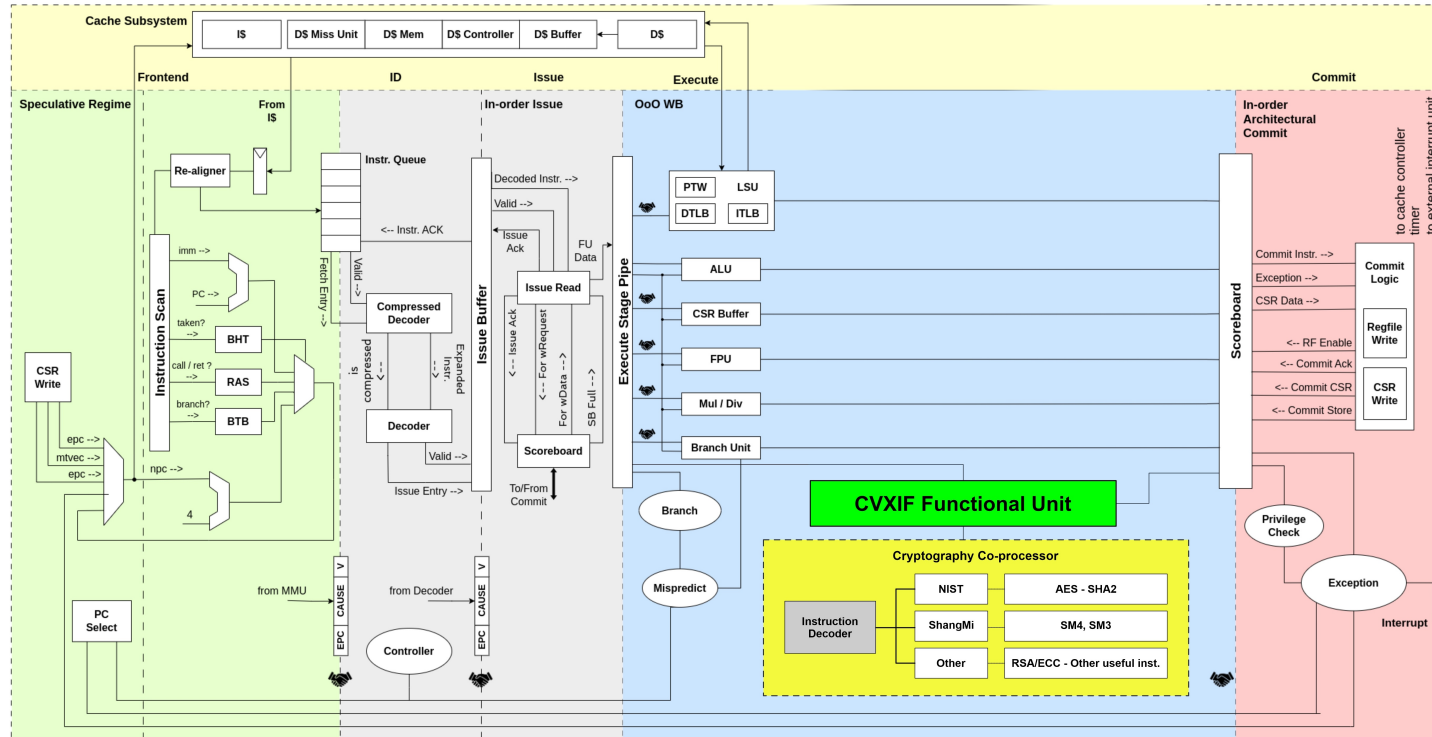 Cache Subsystem
I$
D$ Miss Unit
D$ Mem
D$ Controller
D$ Buffer
D$
Frontend
ID
Issue
Execute
Commit
Speculative Regime
From
I$
In-order Issue
OoO WB
In-order
Architectural
Commit
to cache controller
timer
to external interrupt unit
Re-aligner
Instr. Queue
Instruction Scan
imm -->
PC -->
taken?
-->
BHT
call / ret ?
-->
RAS
branch?
-->
BTB
CSR
Write
epc -->
mtvec -->
epc -->
npc -->
4
PC
Select
<-- Instr. ACK
Fetch Entry -->
Valid -->
Compressed
Decoder
is
compressed
<---
Expanded
Instr.
--->
Decoder
Valid -->
Issue Entry -->
from MMU
EPC
CAUSE
V
from Decoder
EPC
CAUSE
V
Controller
Issue Buffer
Decoded Instr. -->
Valid -->
Issue
Ack
FU
Data
Issue Read
<-- Issue Ack
<--- For wRequest
For wData -->
SB Full -->
Scoreboard
To/From
Commit
Execute Stage Pipe
PTW
LSU
DTLB
ITLB
ALU
CSR Buffer
FPU
Mul / Div
Branch Unit
Branch
Mispredict
CVXIF Functional Unit
Cryptography Co-processor
Instruction
Decoder
NIST
AES - SHA2
ShangMi
SM4, SM3
Other
RSA/ECC - Other useful inst.
Scoreboard
Commit Instr. -->
Exception -->
CSR Data -->
<-- RF Enable
<-- Commit Ack
<-- Commit CSR
<-- Commit Store
Commit
Logic
Regfile
Write
CSR
Write
Privilege
Check
Exception
Interrupt